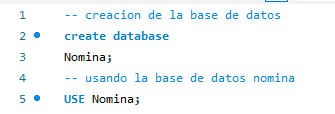 1 -- creacion de la base de datos
2 create database
3 Nomina;
4 -- usando la base de datos nomina
5 USE Nomina;